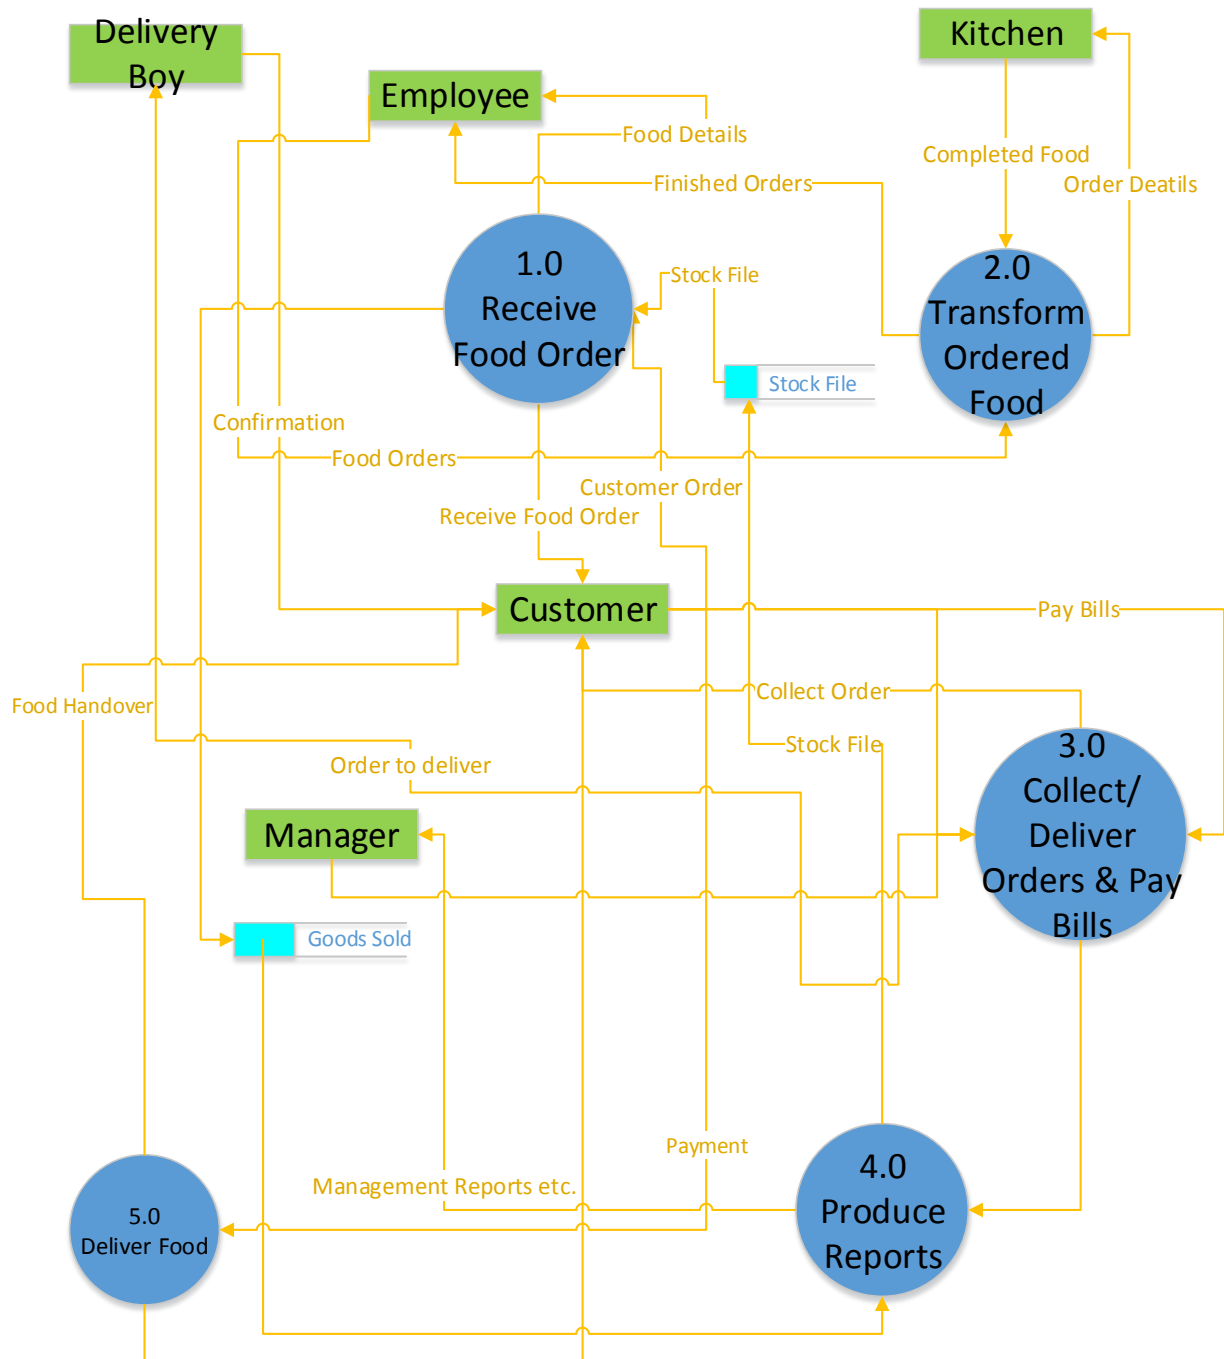 Delivery
Boy
Kitchen
Employee
Food Details
Completed Food
Finished Orders
Order Deatils
1.0
Receive
Food Order
Stock File
2.0
Transform
Ordered
Food
Stock File
Confirmation
Food Orders
Customer Order
Receive Food Order
Customer
Pay Bills
Food Handover
Collect Order
Stock File
Order to deliver
3.0
Collect/
Deliver
Orders & Pay
Bills
Manager
Goods Sold
Payment
Management Reports etc.
4.0
Produce
Reports
5.0
Deliver Food